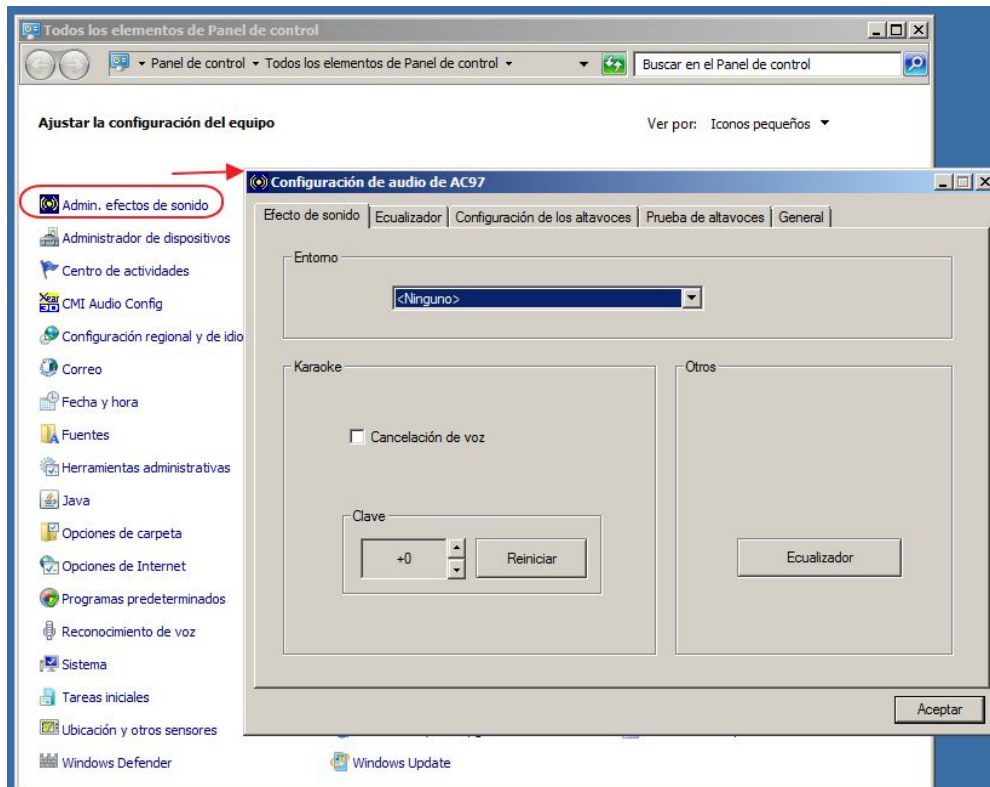 Todos los elementos de Panel de control
Panel de control Todos los elementos de Panel de control
Buscar en el Panel de control
Ajustar la configuración del equipo
Ver por: Iconos pequeños
Admin. efectos de sonido
Administrador de dispositivos
Centro de actividades
CMI Audio Config
Configuración regional y de idio
Correo
Fecha y hora
Fuentes
Herramientas administrativas
Java
Opciones de carpeta
Opciones de Internet
Programas predeterminados
Reconocimiento de voz
Sistema
Tareas iniciales
Ubicación y otros sensores
Windows Defender
Windows Update
Configuración de audio de AC97
Efecto de sonido Ecualizador Configuración de los altavoces Prueba de altavoces General
Entorno
<Ninguno>
Karaoke
Cancelación de voz
Clave
+0
Reiniciar
Otros
Ecualizador
Aceptar